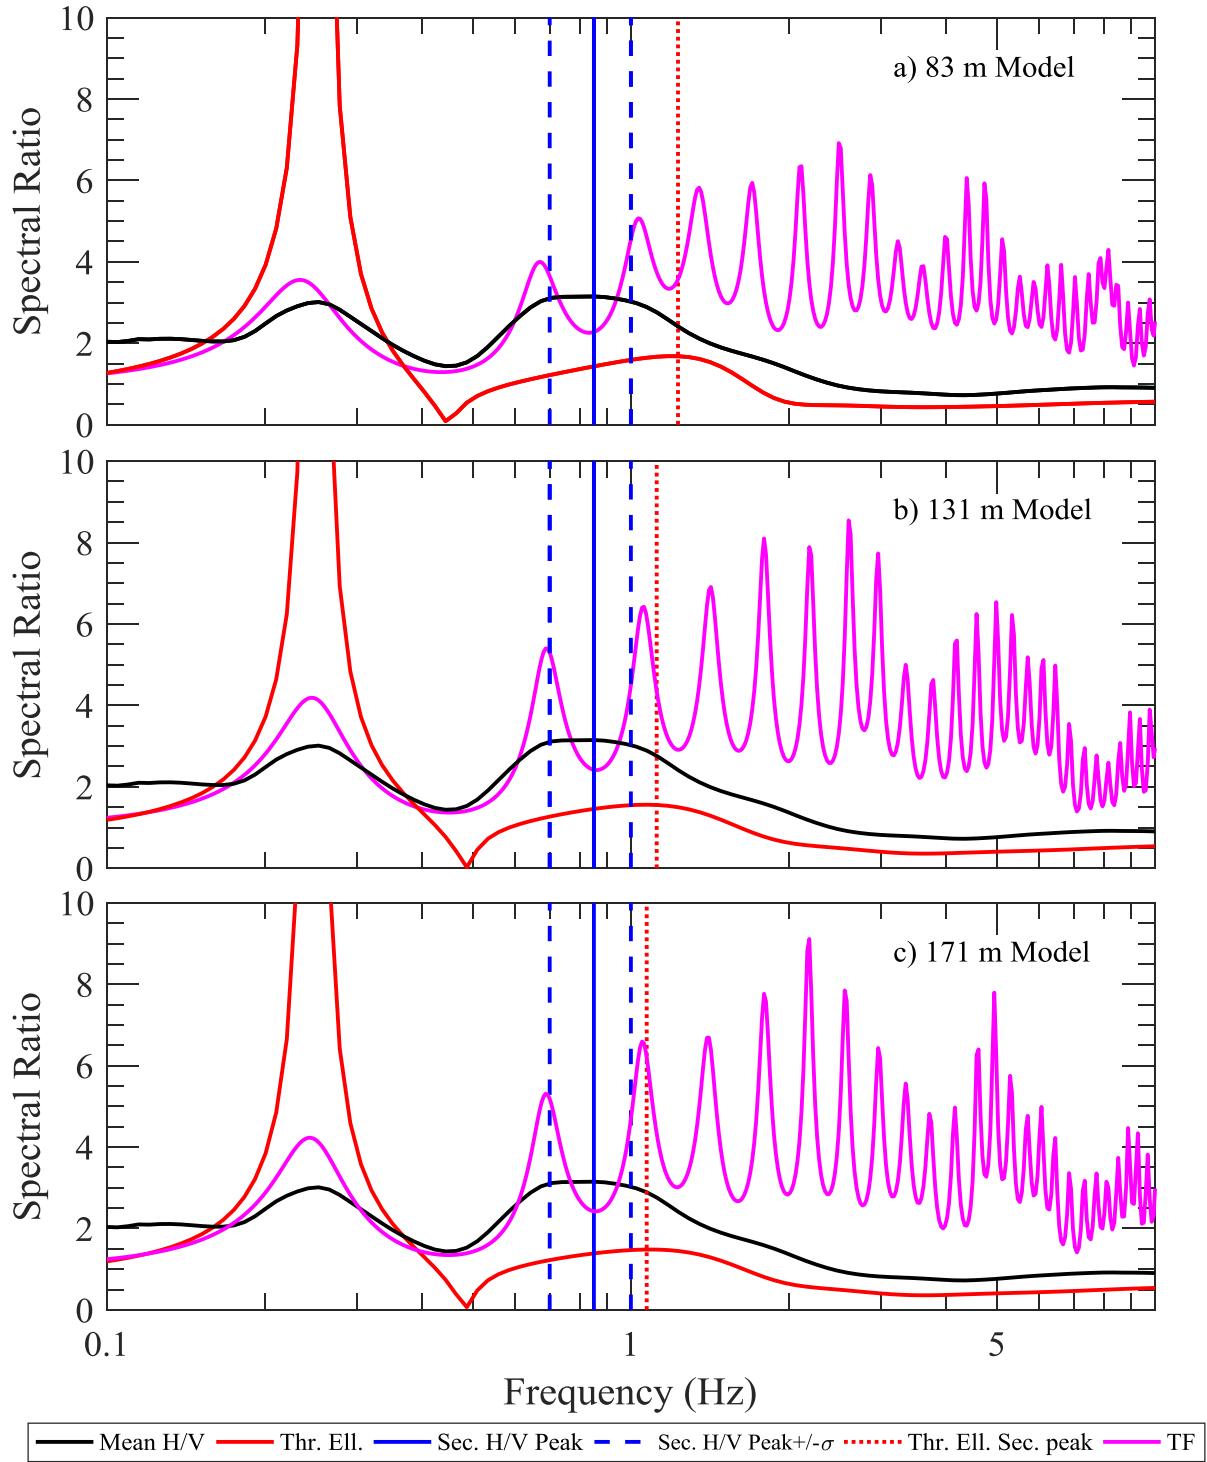 10
8
6
4
2
0
Spectral Ratio
a) 83 m Model
10
8
6
4
2
0
Spectral Ratio
b) 131 m Model
10
8
6
4
2
0
Spectral Ratio
c) 171 m Model
0.1 1 5
Frequency (Hz)
Mean H/V Thr. Ell. Sec. H/V Peak Sec. H/V Peak+/-σ Thr. Ell. Sec. peak TF